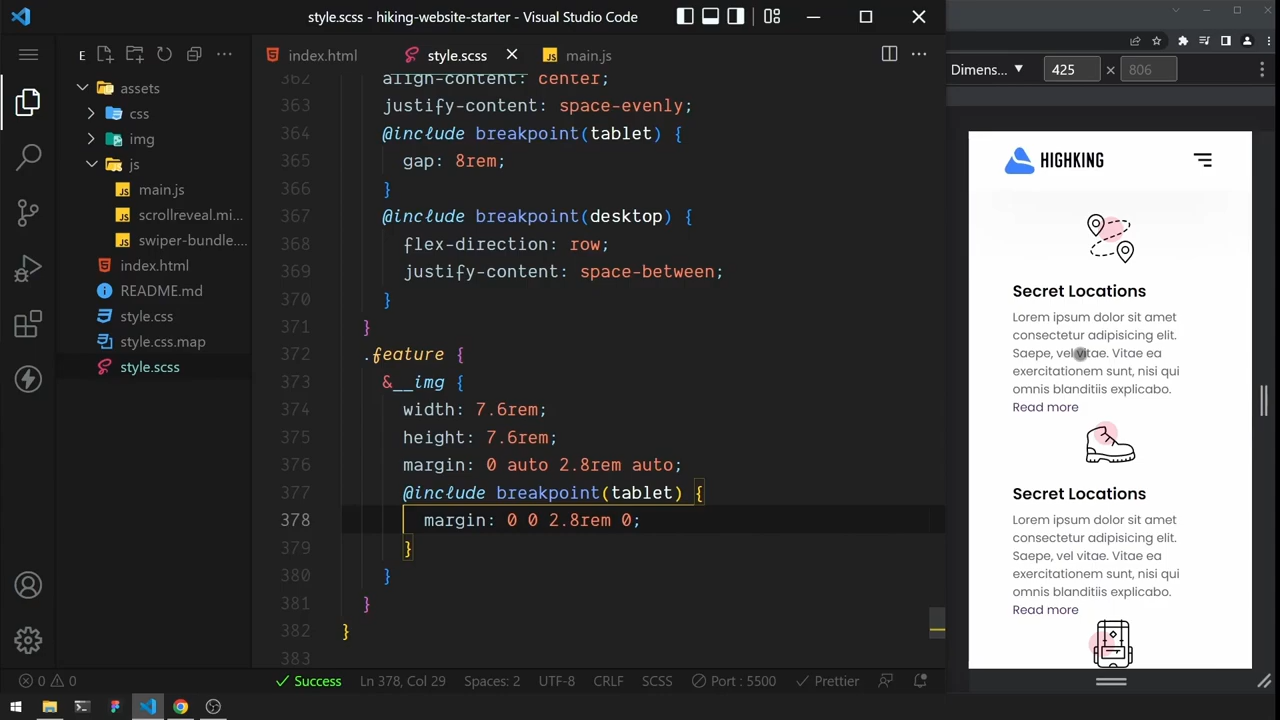 style.scss - hiking-website-starter - Visual Studio Code
E
index.html
style.scss
main.js
assets
css
img
js
main.js
scrollreveal.mi...
swiper-bundle....
index.html
README.md
style.css
style.css.map
style.scss
362 align-content: center;
363 justify-content: space-evenly;
364 @include breakpoint(tablet) {
365 gap: 8rem;
366 }
367 @include breakpoint(desktop) {
368 flex-direction: row;
369 justify-content: space-between;
370 }
371 }
372 .feature {
373 &__img {
374 width: 7.6rem;
375 height: 7.6rem;
376 margin: 0 auto 2.8rem auto;
377 @include breakpoint(tablet) {
378 margin: 0 0 2.8rem 0;
379 }
380 }
381 }
382 }
383
0 0
Success
Ln 378, Col 29
Spaces: 2
UTF-8
CRLF
SCSS
Port : 5500
Prettier
Dimens... 425 × 806
HIGHKING
Secret Locations
Lorem ipsum dolor sit amet
consectetur adipisicing elit.
Saepe, vel vitae. Vitae ea
exercitationem sunt, nisi qui
omnis blanditiis explicabo.
Read more
Secret Locations
Lorem ipsum dolor sit amet
consectetur adipisicing elit.
Saepe, vel vitae. Vitae ea
exercitationem sunt, nisi qui
omnis blanditiis explicabo.
Read more